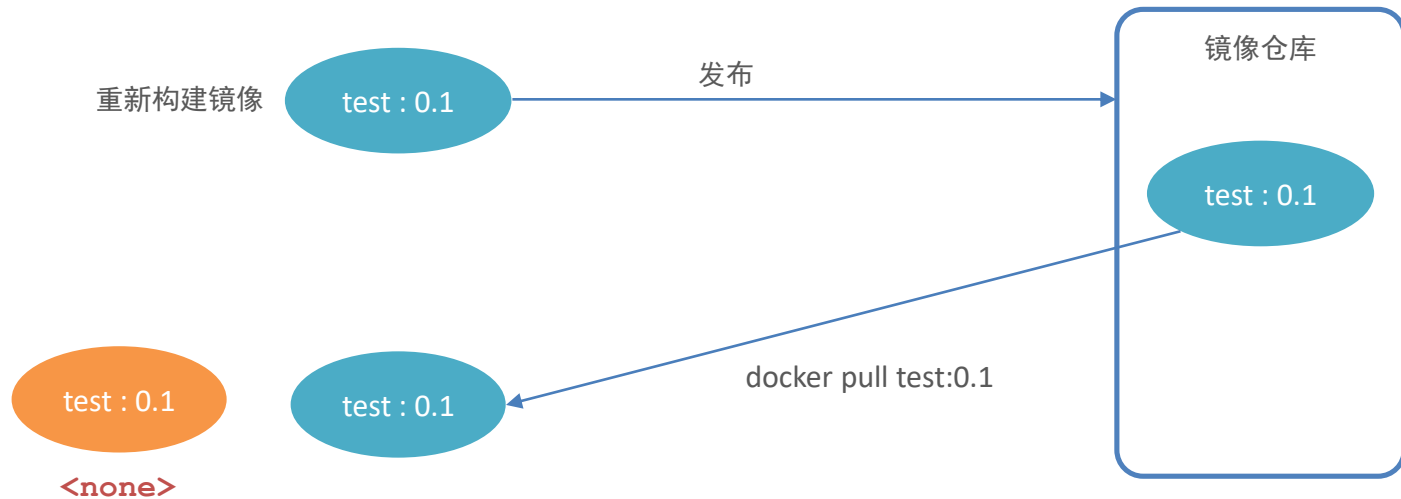 镜像仓库
发布
重新构建镜像
test : 0.1
test : 0.1
docker pull test:0.1
test : 0.1
test : 0.1
<none>